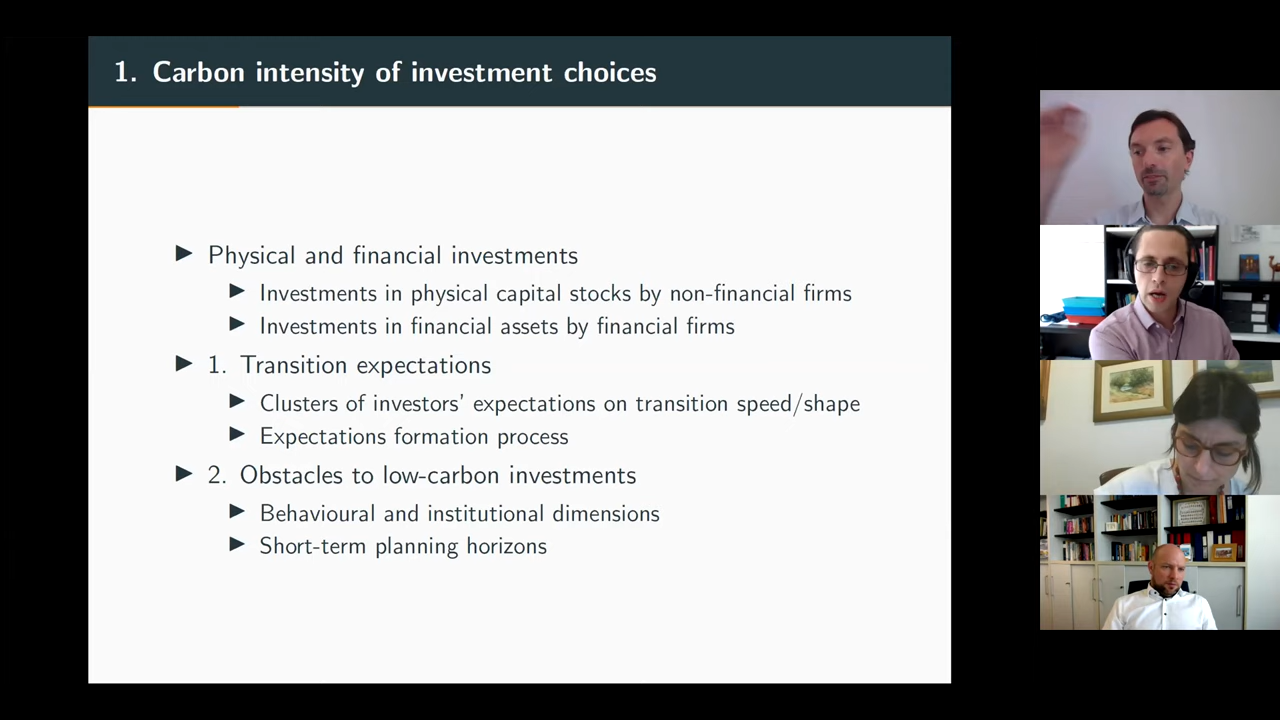 1. Carbon intensity of investment choices
▶ Physical and financial investments
▶ Investments in physical capital stocks by non-financial firms
▶ Investments in financial assets by financial firms
▶ 1. Transition expectations
▶ Clusters of investors' expectations on transition speed/shape
▶ Expectations formation process
▶ 2. Obstacles to low-carbon investments
▶ Behavioural and institutional dimensions
▶ Short-term planning horizons